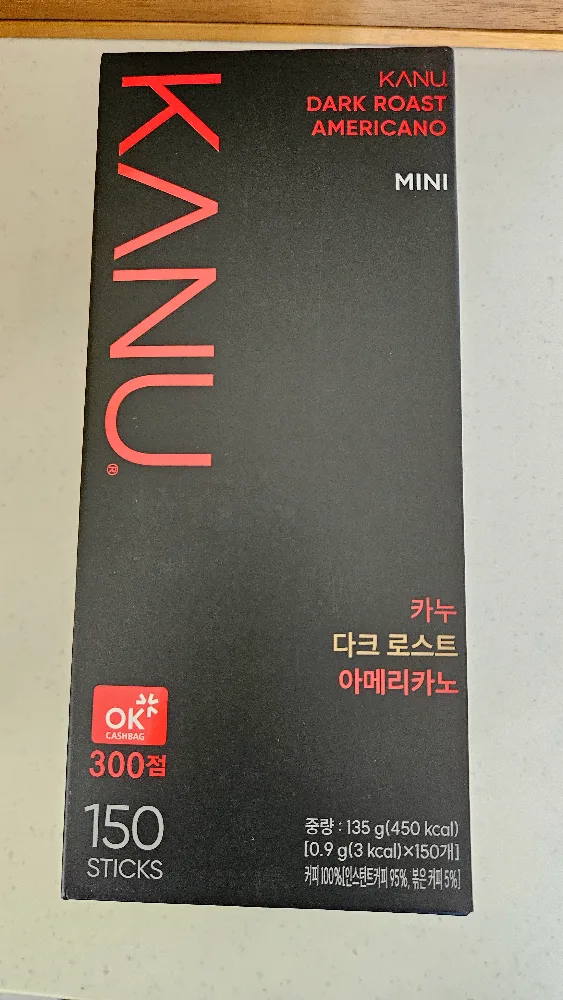 KANU®
KANU
DARK ROAST
AMERICANO
MINI
카누
다크 로스트
아메리카노
OK
CASHBAG
300점
150
STICKS
중량 : 135 g(450 kcal)
[0.9 g(3 kcal)×150개]
커피 100%[인스턴트커피 95%, 볶은 커피 5%]